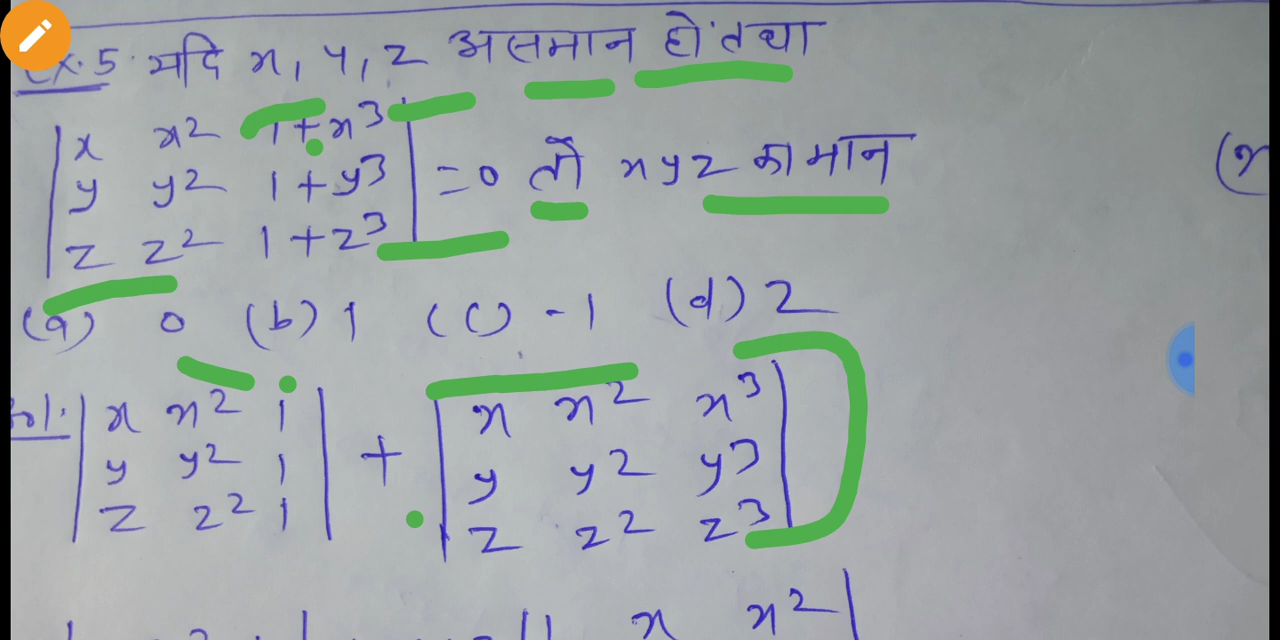 Ex.5. यदि x, y, z असमान हो तथा
| x x2 1+x3 |
| y y2 1+y3 | =0 तो xyz का मान
| z z2 1+z3 |
(a) 0 (b) 1 (c) -1 (d) 2
Sol. | x x2 1 | + | x x2 x3 |
| y y2 1 | | y y2 y3 |
| z z2 1 | | z z2 z3 |
x x2 |